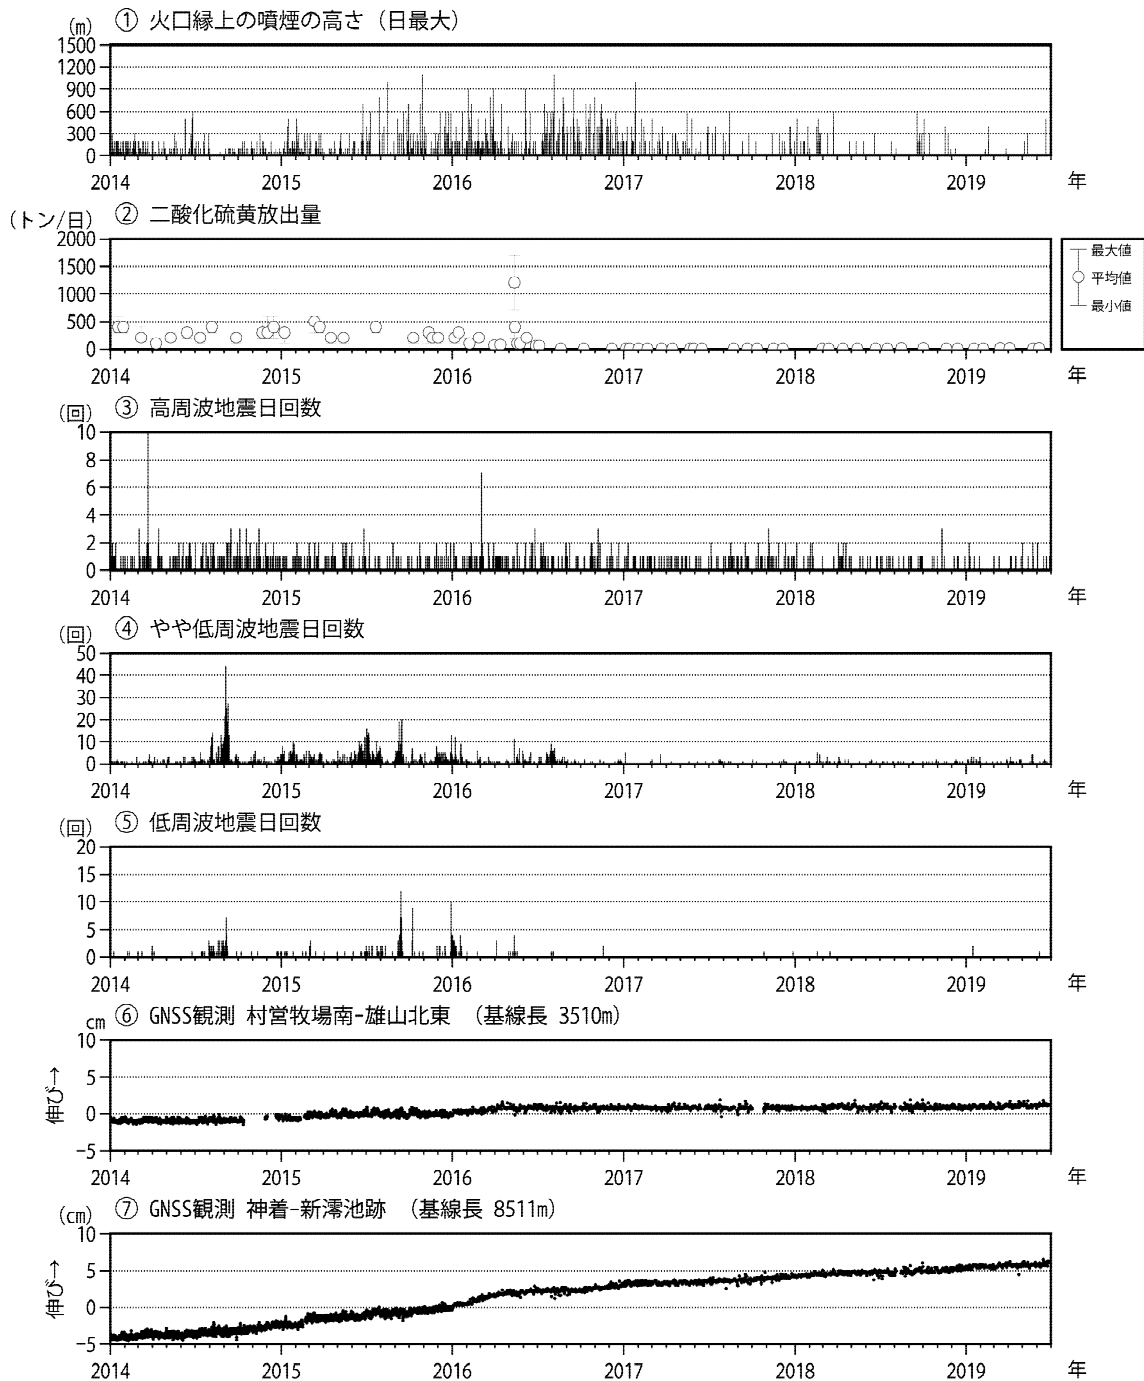 ① 火口縁上の噴煙の高さ（日最大）
(m)
1500
1200
900
600
300
0
2014 2015 2016 2017 2018 2019 年
② 二酸化硫黄放出量
(トン/日)
2000
1500
1000
500
0
最大値
平均値
最小値
2014 2015 2016 2017 2018 2019 年
③ 高周波地震日回数
(回)
10
8
6
4
2
0
2014 2015 2016 2017 2018 2019 年
④ やや低周波地震日回数
(回)
50
40
30
20
10
0
2014 2015 2016 2017 2018 2019 年
⑤ 低周波地震日回数
(回)
20
15
10
5
0
2014 2015 2016 2017 2018 2019 年
⑥ GNSS観測 村営牧場南-雄山北東 （基線長 3510m）
cm
10
5
0
-5
伸び→
2014 2015 2016 2017 2018 2019 年
⑦ GNSS観測 神着-新澪池跡 （基線長 8511m）
(cm)
10
5
0
-5
伸び→
2014 2015 2016 2017 2018 2019 年